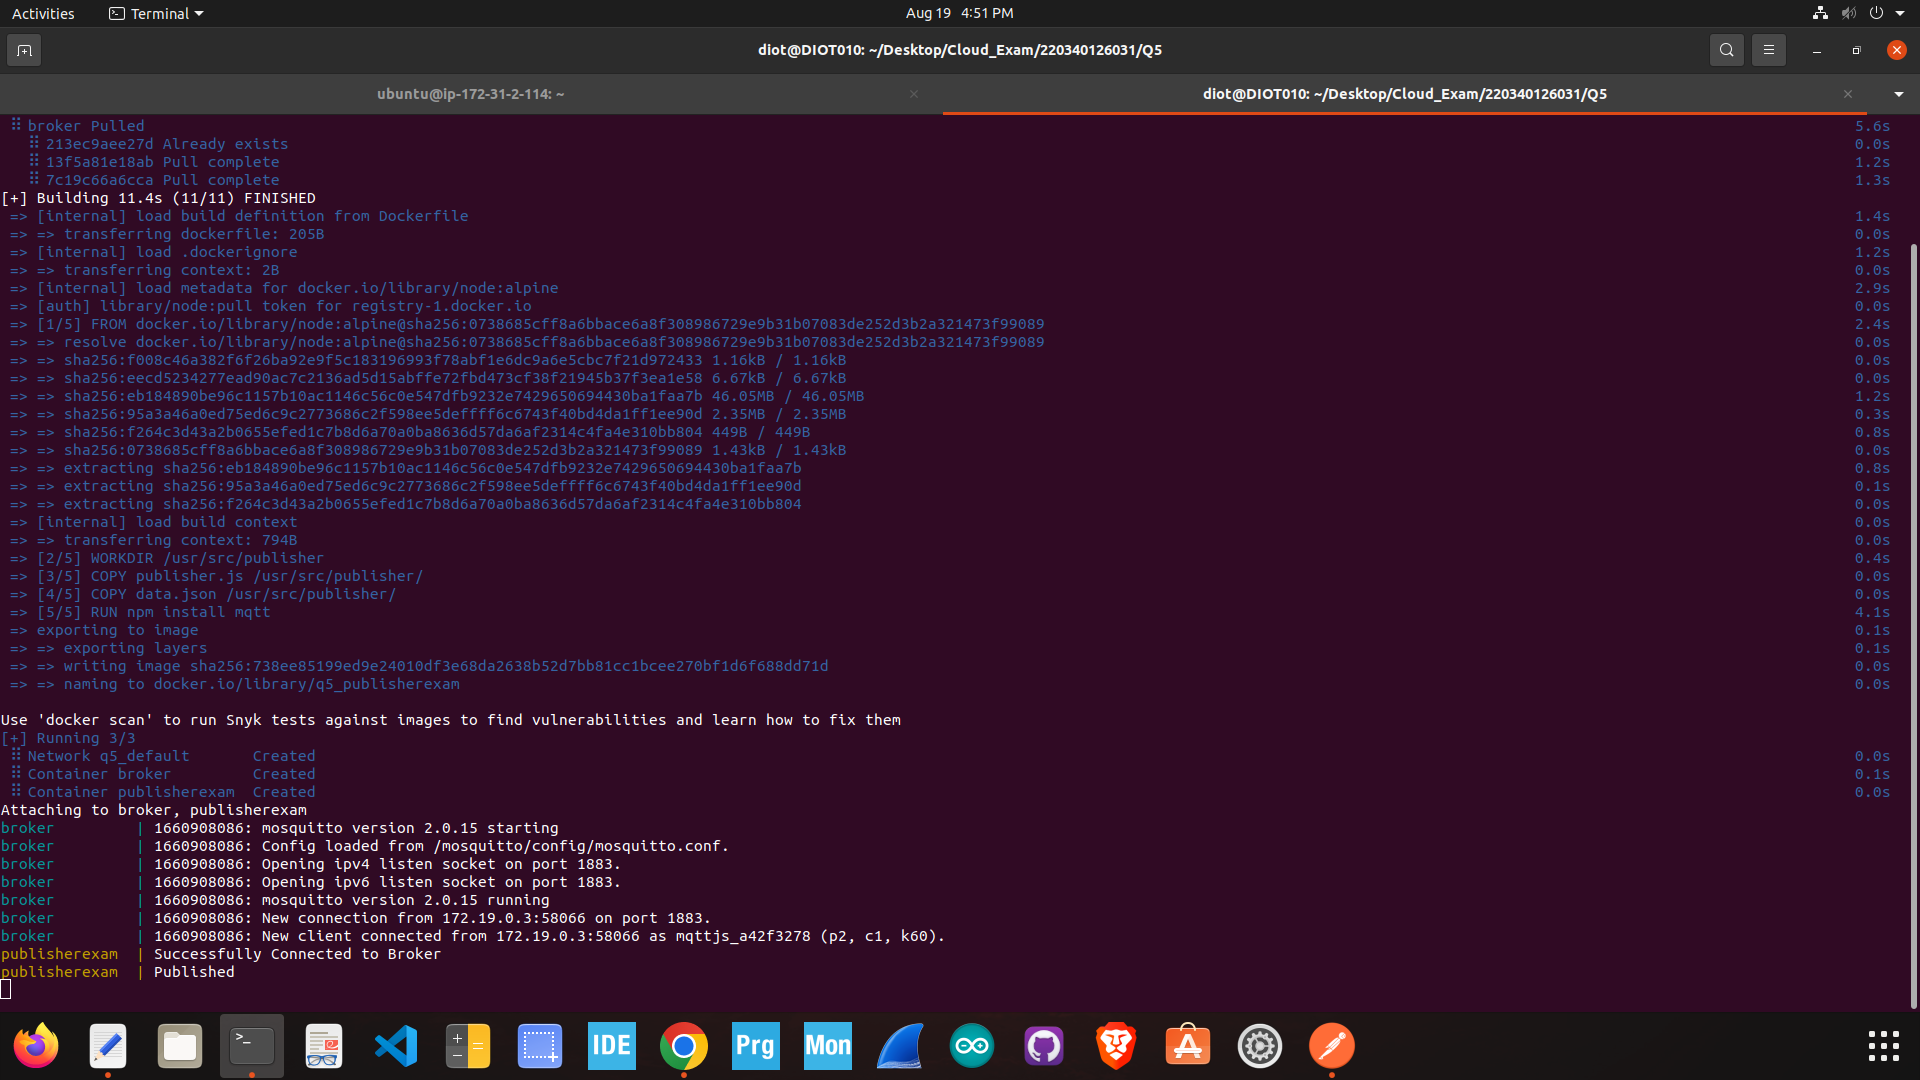 Activities
Terminal
Aug 19 4:51 PM
diot@DIOT010: ~/Desktop/Cloud_Exam/220340126031/Q5
ubuntu@ip-172-31-2-114: ~
diot@DIOT010: ~/Desktop/Cloud_Exam/220340126031/Q5
broker Pulled 5.6s
213ec9aee27d Already exists 0.0s
13f5a81e18ab Pull complete 1.2s
7c19c66a6cca Pull complete 1.3s
[+] Building 11.4s (11/11) FINISHED
=> [internal] load build definition from Dockerfile 1.4s
=> => transferring dockerfile: 205B 0.0s
=> [internal] load .dockerignore 1.2s
=> => transferring context: 2B 0.0s
=> [internal] load metadata for docker.io/library/node:alpine 2.9s
=> [auth] library/node:pull token for registry-1.docker.io 0.0s
=> [1/5] FROM docker.io/library/node:alpine@sha256:0738685cff8a6bbace6a8f308986729e9b31b07083de252d3b2a321473f99089 2.4s
=> => resolve docker.io/library/node:alpine@sha256:0738685cff8a6bbace6a8f308986729e9b31b07083de252d3b2a321473f99089 0.0s
=> => sha256:f008c46a382f6f26ba92e9f5c183196993f78abf1e6dc9a6e5cbc7f21d972433 1.16kB / 1.16kB 0.0s
=> => sha256:eecd5234277ead90ac7c2136ad5d15abffe72fbd473cf38f21945b37f3ea1e58 6.67kB / 6.67kB 0.0s
=> => sha256:eb184890be96c1157b10ac1146c56c0e547dfb9232e7429650694430ba1faa7b 46.05MB / 46.05MB 1.2s
=> => sha256:95a3a46a0ed75ed6c9c2773686c2f598ee5deffff6c6743f40bd4da1ff1ee90d 2.35MB / 2.35MB 0.3s
=> => sha256:f264c3d43a2b0655efed1c7b8d6a70a0ba8636d57da6af2314c4fa4e310bb804 449B / 449B 0.8s
=> => sha256:0738685cff8a6bbace6a8f308986729e9b31b07083de252d3b2a321473f99089 1.43kB / 1.43kB 0.0s
=> => extracting sha256:eb184890be96c1157b10ac1146c56c0e547dfb9232e7429650694430ba1faa7b 0.8s
=> => extracting sha256:95a3a46a0ed75ed6c9c2773686c2f598ee5deffff6c6743f40bd4da1ff1ee90d 0.1s
=> => extracting sha256:f264c3d43a2b0655efed1c7b8d6a70a0ba8636d57da6af2314c4fa4e310bb804 0.0s
=> [internal] load build context 0.0s
=> => transferring context: 794B 0.0s
=> [2/5] WORKDIR /usr/src/publisher 0.4s
=> [3/5] COPY publisher.js /usr/src/publisher/ 0.0s
=> [4/5] COPY data.json /usr/src/publisher/ 0.0s
=> [5/5] RUN npm install mqtt 4.1s
=> exporting to image 0.1s
=> => exporting layers 0.1s
=> => writing image sha256:738ee85199ed9e24010df3e68da2638b52d7bb81cc1bcee270bf1d6f688dd71d 0.0s
=> => naming to docker.io/library/q5_publisherexam 0.0s
Use 'docker scan' to run Snyk tests against images to find vulnerabilities and learn how to fix them
[+] Running 3/3
Network q5_default Created 0.0s
Container broker Created 0.1s
Container publisherexam Created 0.0s
Attaching to broker, publisherexam
broker | 1660908086: mosquitto version 2.0.15 starting
broker | 1660908086: Config loaded from /mosquitto/config/mosquitto.conf.
broker | 1660908086: Opening ipv4 listen socket on port 1883.
broker | 1660908086: Opening ipv6 listen socket on port 1883.
broker | 1660908086: mosquitto version 2.0.15 running
broker | 1660908086: New connection from 172.19.0.3:58066 on port 1883.
broker | 1660908086: New client connected from 172.19.0.3:58066 as mqttjs_a42f3278 (p2, c1, k60).
publisherexam | Successfully Connected to Broker
publisherexam | Published
IDE
Prg
Mon